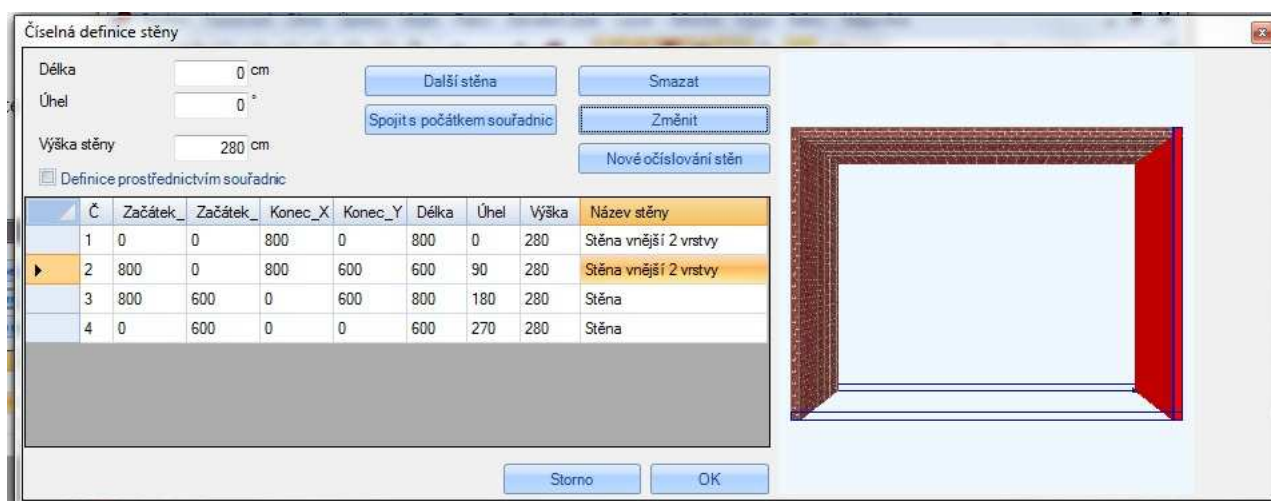 Číselná definice stěny
Délka 0 cm Další stěna Smazat
Úhel 0 °
Spojit s počátkem souřadnic Změnit
Výška stěny 280 cm
Nové očíslování stěn
Definice prostřednictvím souřadnic
Č Začátek_ Začátek_ Konec_X Konec_Y Délka Úhel Výška Název stěny
1 0 0 800 0 800 0 280 Stěna vnější 2 vrstvy
2 800 0 800 600 600 90 280 Stěna vnější 2 vrstvy
3 800 600 0 600 800 180 280 Stěna
4 0 600 0 0 600 270 280 Stěna
Storno OK